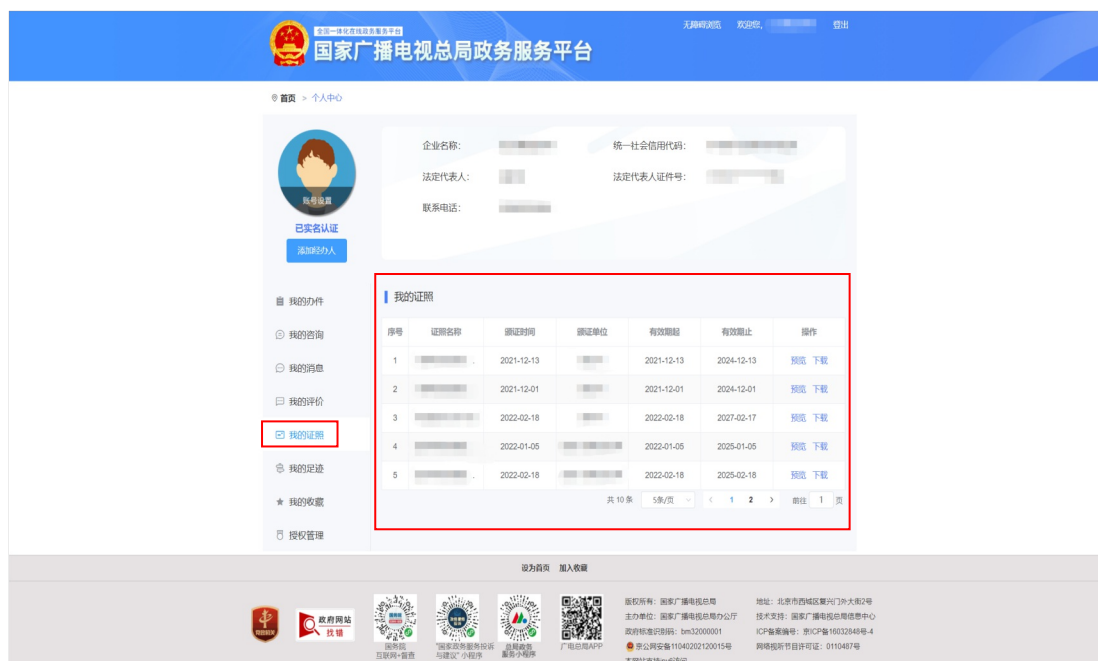 无障碍浏览 欢迎您, 登出
全国一体化在线政务服务平台
国家广播电视总局政务服务平台
首页 > 个人中心
企业名称: 统一社会信用代码:
法定代表人: 法定代表人证件号:
联系电话:
账号设置
已实名认证
添加经办人
我的办件
我的咨询
我的消息
我的评价
我的证照
我的足迹
我的收藏
授权管理
我的证照
序号 证照名称 颁证时间 颁证单位 有效期起 有效期止 操作
1 2021-12-13 2021-12-13 2024-12-13 预览 下载
2 2021-12-01 2021-12-01 2024-12-01 预览 下载
3 2022-02-18 2022-02-18 2027-02-17 预览 下载
4 2022-01-05 2022-01-05 2025-01-05 预览 下载
5 2022-02-18 2022-02-18 2025-02-18 预览 下载
共 10 条 5条/页 < 1 2 > 前往 1 页
设为首页 加入收藏
政府网站
找错
国务院
互联网+督查
"国家政务服务投诉
与建议"小程序
总局政务
服务小程序
广电总局APP
版权所有: 国家广播电视总局
主办单位: 国家广播电视总局办公厅
政府标准识别码: bm32000001
京公网安备11040202120015号
本网站支持ipv6访问
地址: 北京市西城区复兴门外大街2号
技术支持: 国家广播电视总局信息中心
ICP备案编号: 京ICP备16032848号-4
网络视听节目许可证: 0110487号